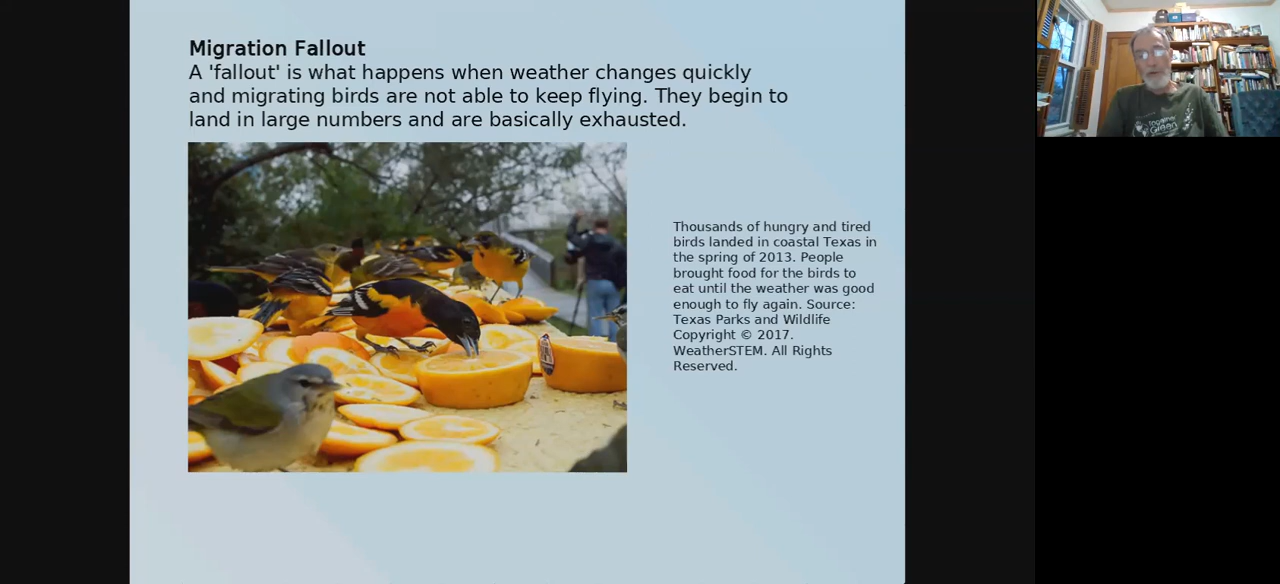 Migration Fallout
A 'fallout' is what happens when weather changes quickly
and migrating birds are not able to keep flying. They begin to
land in large numbers and are basically exhausted.
Thousands of hungry and tired
birds landed in coastal Texas in
the spring of 2013. People
brought food for the birds to
eat until the weather was good
enough to fly again. Source:
Texas Parks and Wildlife
Copyright © 2017.
WeatherSTEM. All Rights
Reserved.
Together
Green